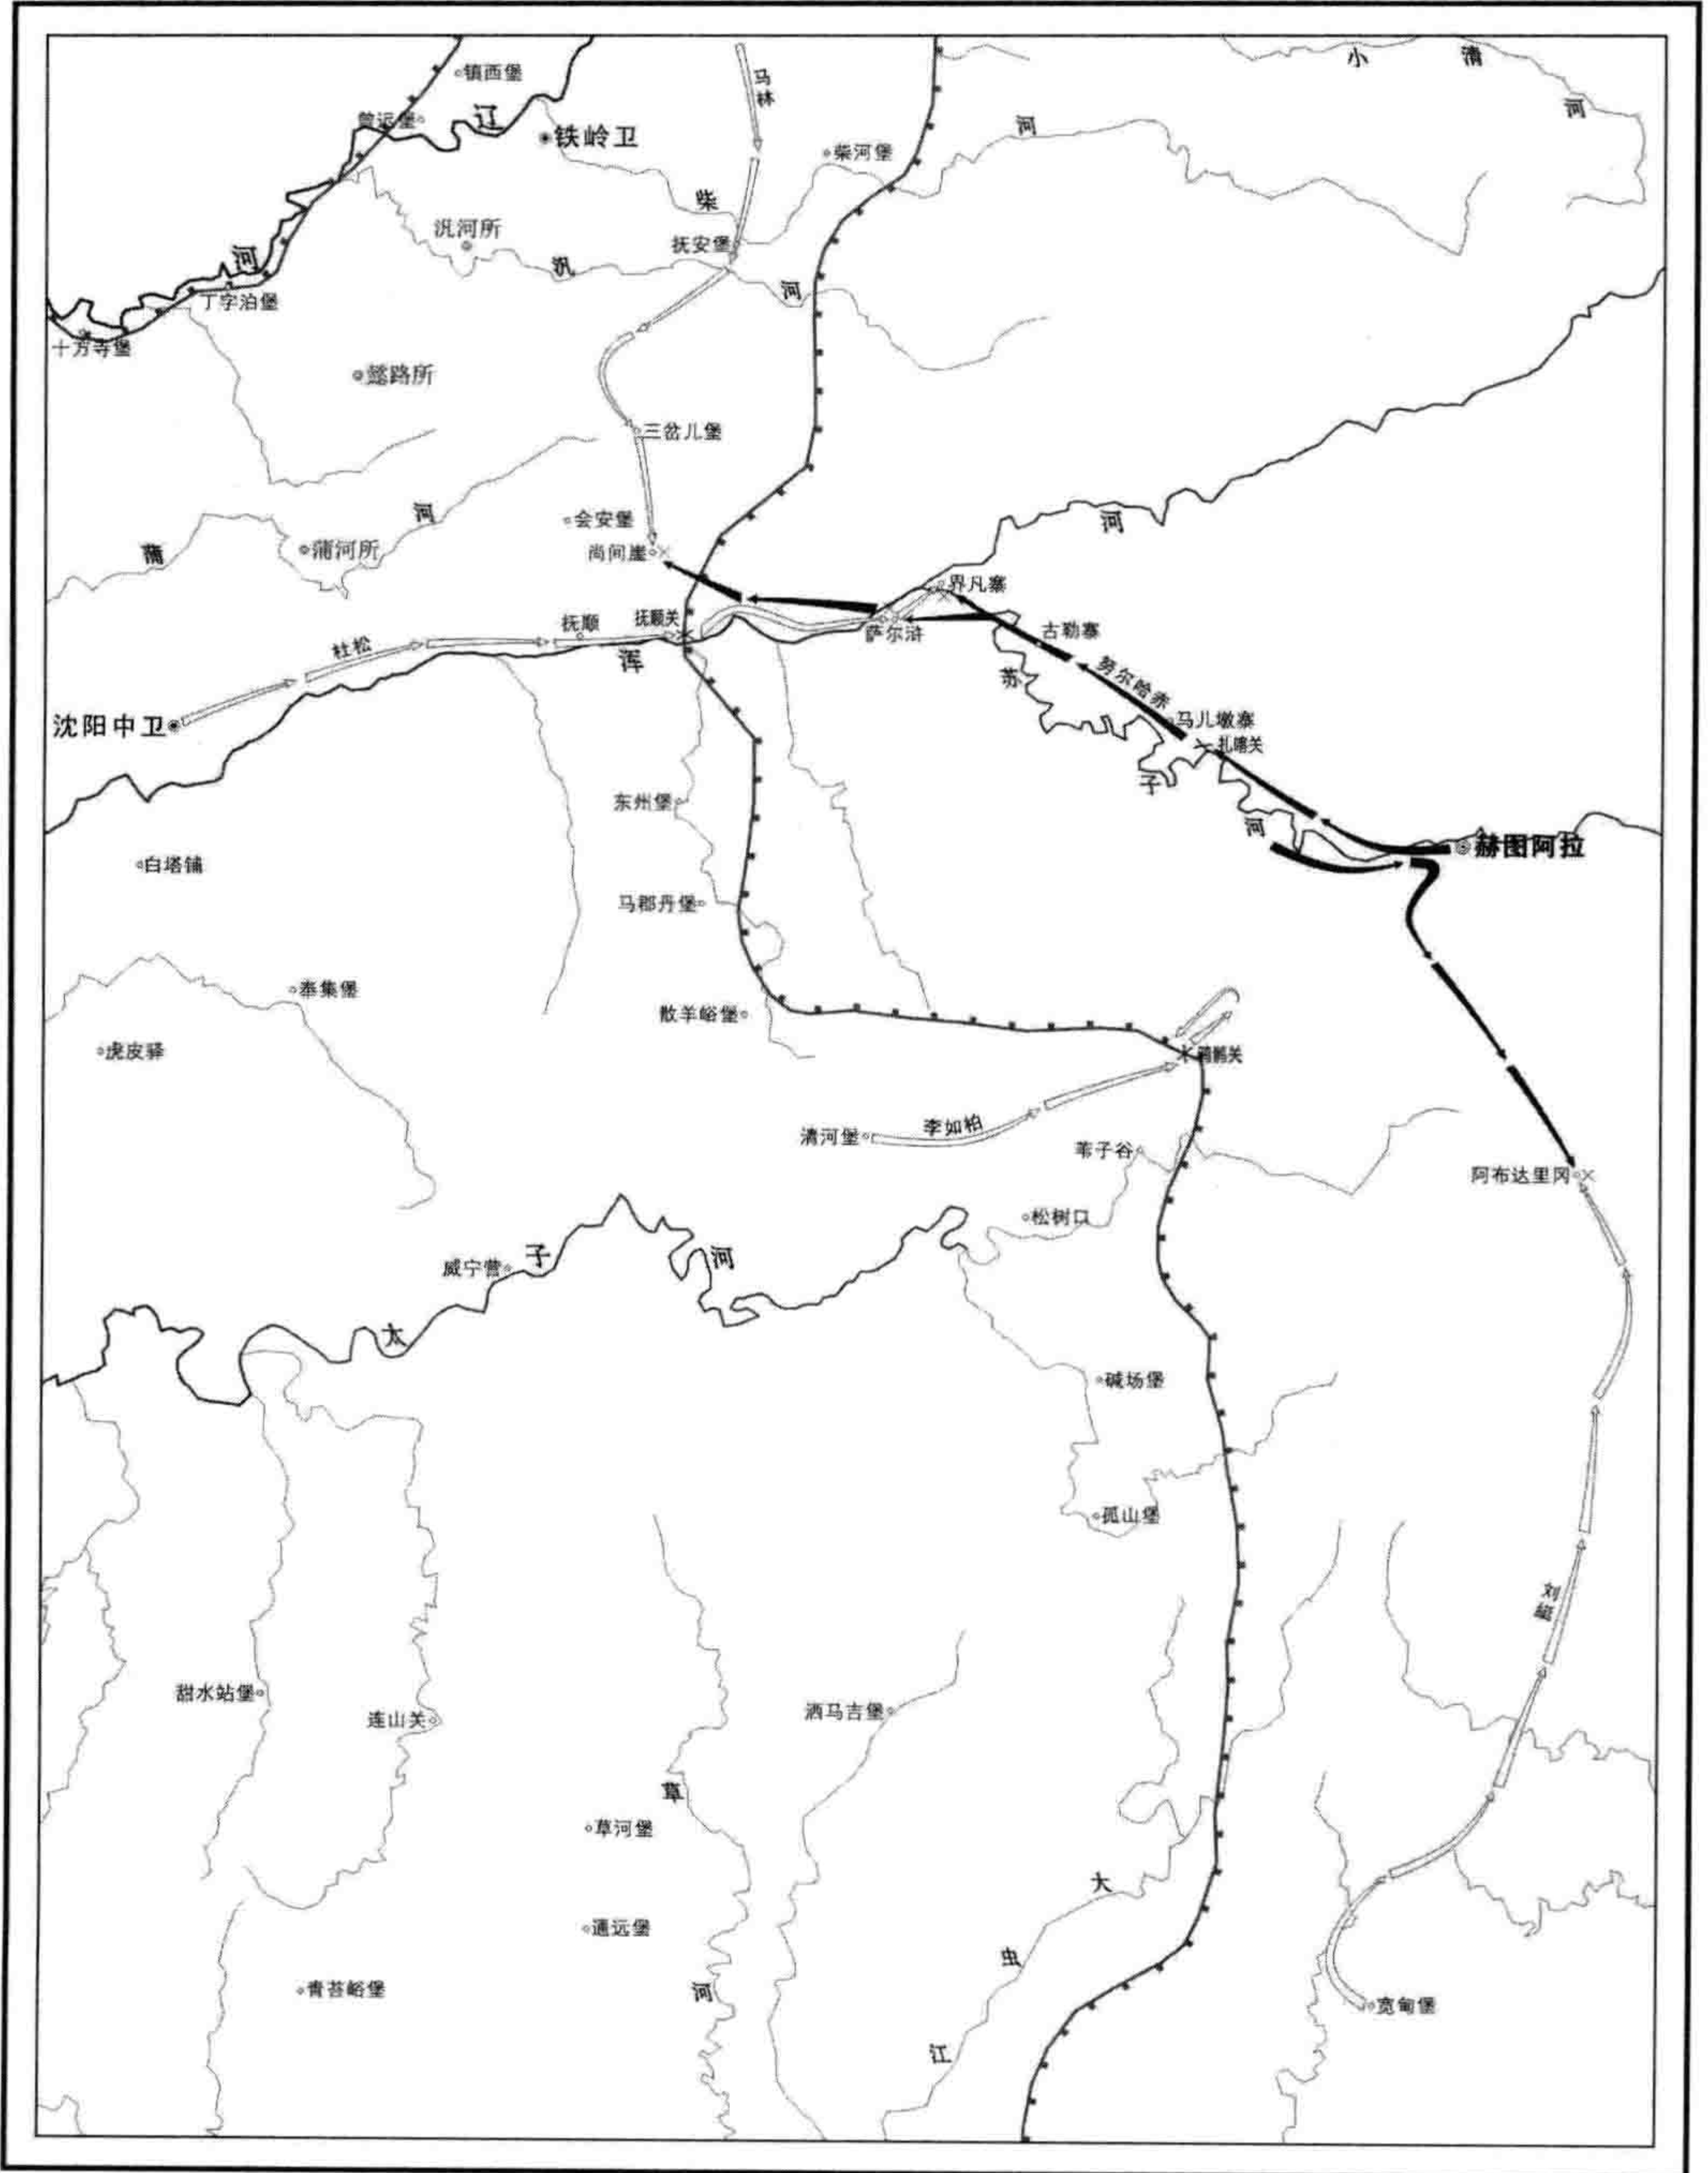 镇西堡
曾远堡
辽
铁岭卫
马林
小
清
河
河
柴河堡
柴
汎河所
抚安堡
汎
河
河
丁字泊堡
十方寺堡
懿路所
三岔儿堡
河
会安堡
河
蒲
蒲河所
尚间崖
界凡寨
抚顺
抚顺关
萨尔浒
古勒寨
杜松
浑
苏
努尔哈赤
沈阳中卫
马儿墩寨
扎喀关
子
东州堡
河
赫图阿拉
白塔铺
马郡丹堡
奉集堡
散羊峪堡
虎皮驿
鸦鹘关
清河堡
李如柏
苇子谷
阿布达里冈
松树口
威宁营
子
河
太
碱场堡
孤山堡
刘綎
甜水站堡
连山关
洒马吉堡
草
草河堡
大
通远堡
虫
青苔峪堡
河
宽甸堡
江